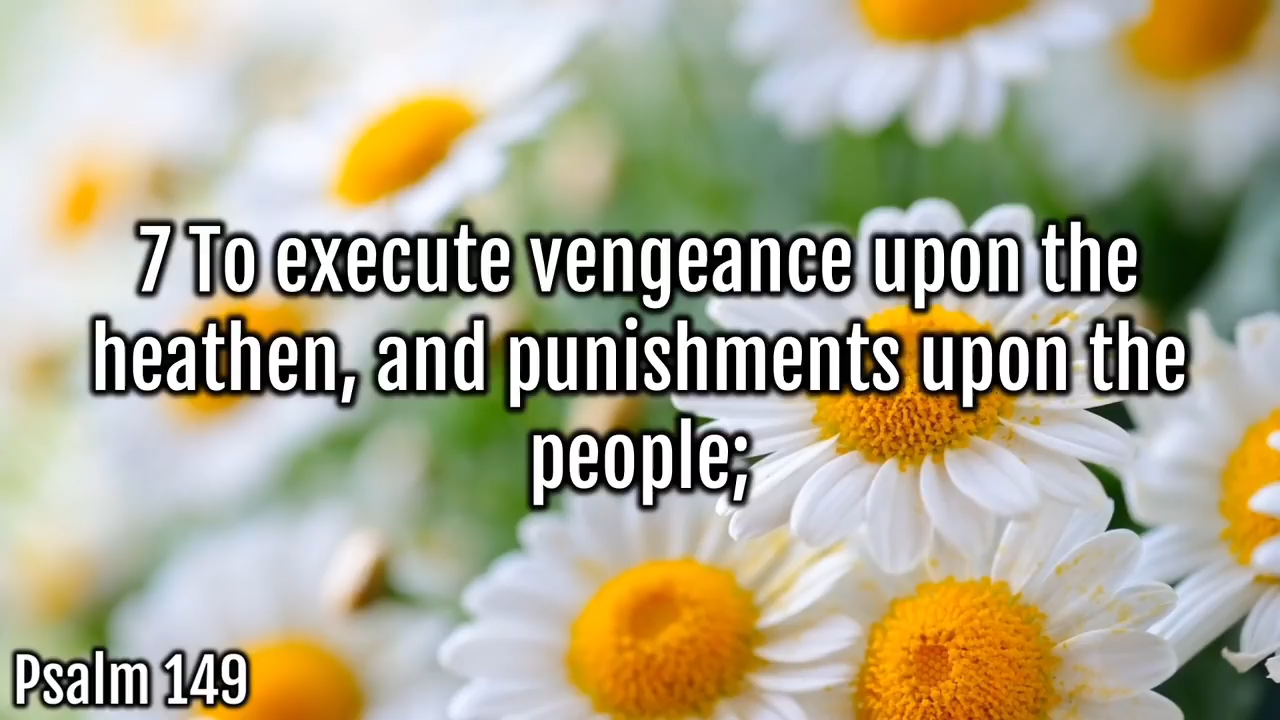 7 To execute vengeance upon the
heathen, and punishments upon the
people;
Psalm 149